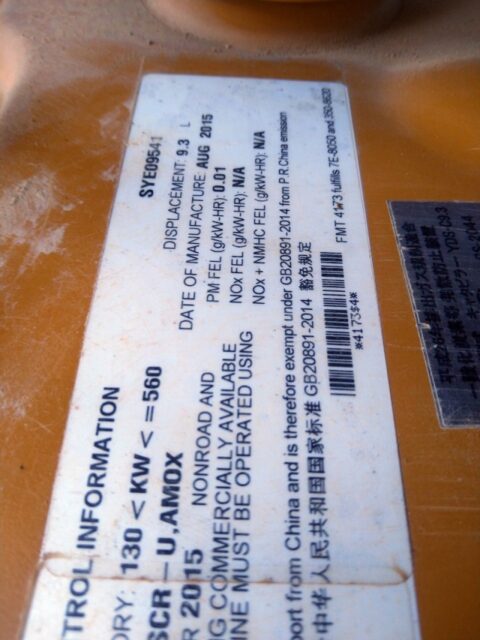 TROL INFORMATION
ORY: 130 < KW < = 560
SCR - U, AMOX
R 2015 NONROAD AND
G COMMERCIALLY AVAILABLE
INE MUST BE OPERATED USING
SYE09541
DISPLACEMENT: 9.3 L
DATE OF MANUFACTURE: AUG 2015
PM FEL (g/kW-HR): 0.01
NOx FEL (g/kW-HR): N/A
NOx + NMHC FEL (g/kW-HR): N/A
port from China and is therefore exempt under GB20891-2014 from P.R.China emission
中华人民共和国国家标准 GB20891-2014 豁免规定
*4173$4*
FMT 4173 fulfills 7E-8050 and 350-8620